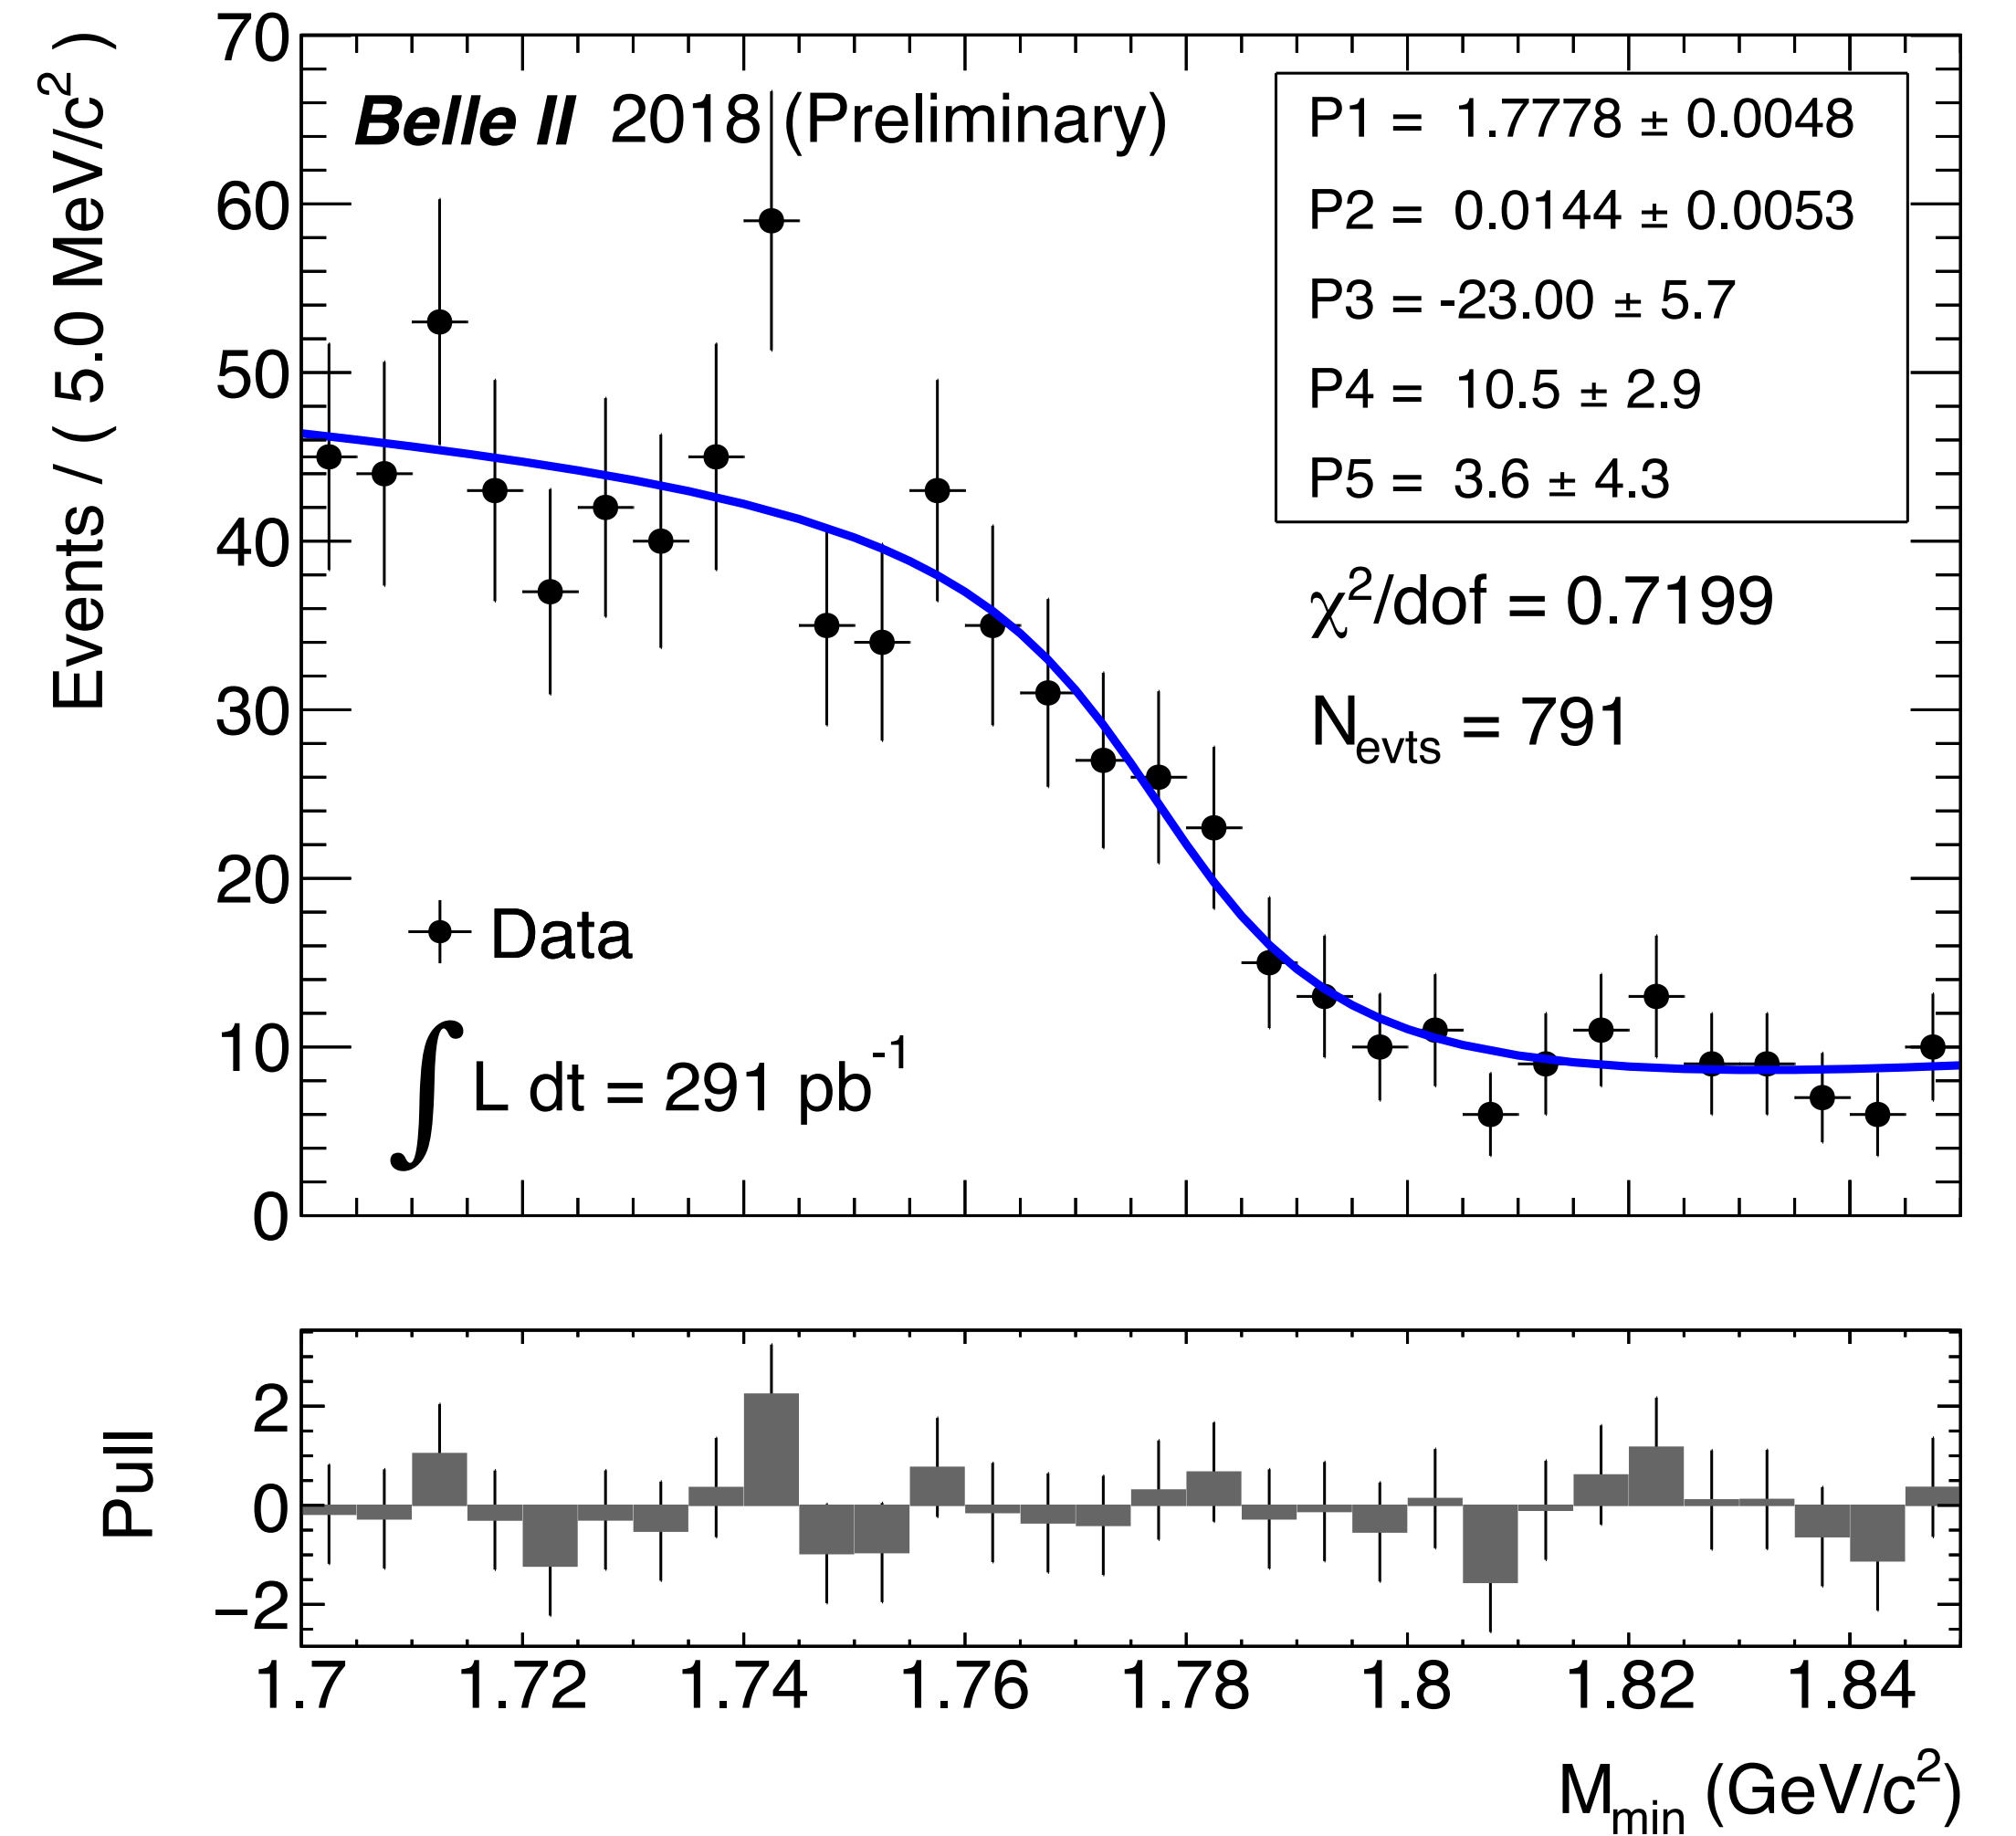 Events / ( 5.0 MeV/c²)
70
60
50
40
30
20
10
0
Belle II 2018 (Preliminary)
P1 = 1.7778 ± 0.0048
P2 = 0.0144 ± 0.0053
P3 = -23.00 ± 5.7
P4 = 10.5 ± 2.9
P5 = 3.6 ± 4.3
χ²/dof = 0.7199
N_evts = 791
Data
∫ L dt = 291 pb⁻¹
Pull
2
0
−2
1.7 1.72 1.74 1.76 1.78 1.8 1.82 1.84
M_min (GeV/c²)